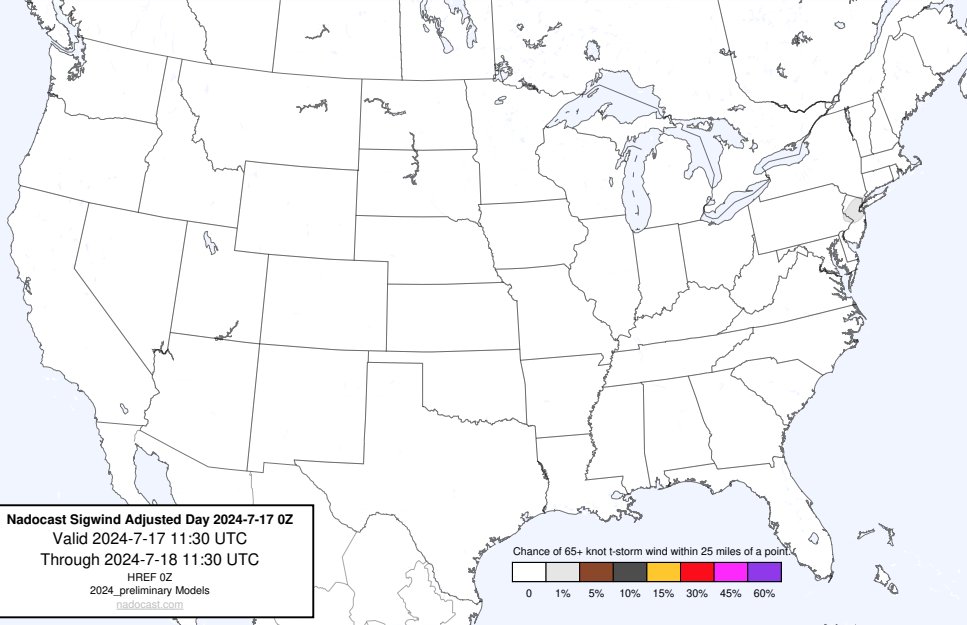 Nadocast Sigwind Adjusted Day 2024-7-17 0Z
Valid 2024-7-17 11:30 UTC
Through 2024-7-18 11:30 UTC
HREF 0Z
2024_preliminary Models
nadocast.com
Chance of 65+ knot t-storm wind within 25 miles of a point.
0 1% 5% 10% 15% 30% 45% 60%